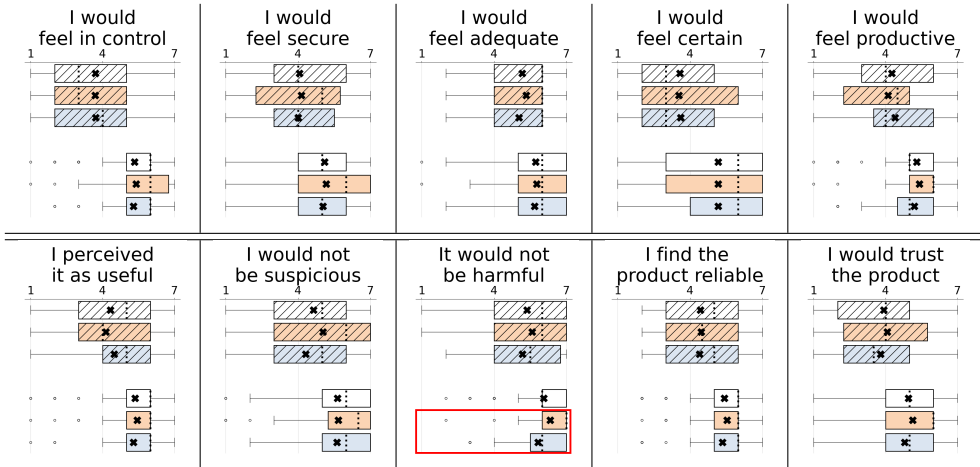 I would
feel in control
1 4 7
I would
feel secure
1 4 7
I would
feel adequate
1 4 7
I would
feel certain
1 4 7
I would
feel productive
1 4 7
I perceived
it as useful
1 4 7
I would not
be suspicious
1 4 7
It would not
be harmful
1 4 7
I find the
product reliable
1 4 7
I would trust
the product
1 4 7